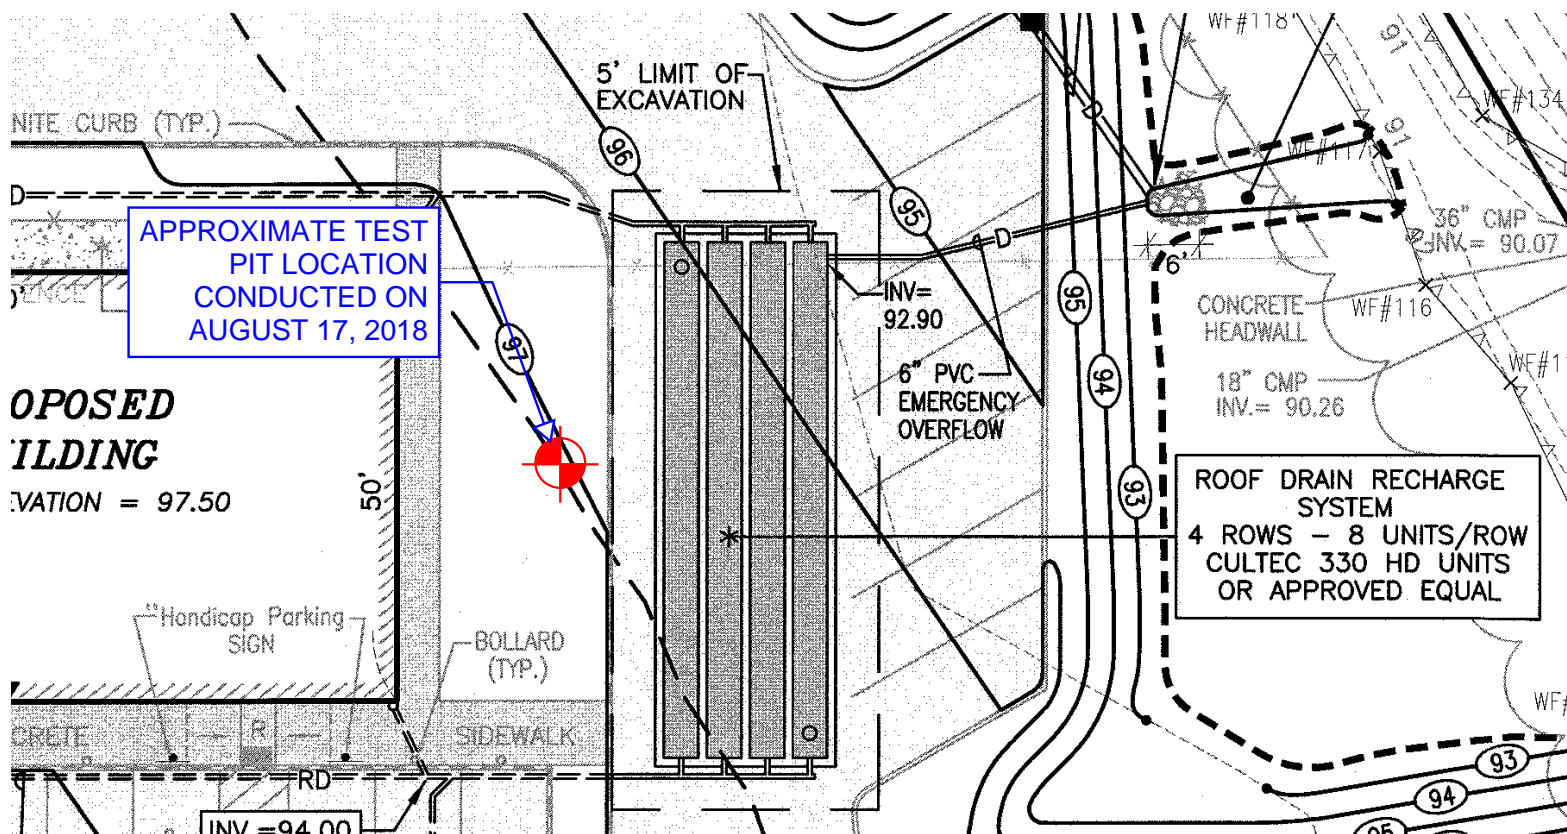 WF#118
91
5' LIMIT OF
EXCAVATION
WF#134
NITE CURB (TYP.)
96
WF#117
91
95
D
D
APPROXIMATE TEST
PIT LOCATION
CONDUCTED ON
AUGUST 17, 2018
36" CMP
INV.= 90.07
D
6'
INV=
92.90
95
CONCRETE
HEADWALL
WF#116
97
6" PVC
EMERGENCY
OVERFLOW
94
18" CMP
INV.= 90.26
WF#1
OPOSED
ILDING
VATION = 97.50
50'
93
ROOF DRAIN RECHARGE
SYSTEM
4 ROWS – 8 UNITS/ROW
CULTEC 330 HD UNITS
OR APPROVED EQUAL
Handicap Parking
SIGN
BOLLARD
(TYP.)
WF#
CRETE
R
SIDEWALK
RD
93
94
95
INV.=94.00